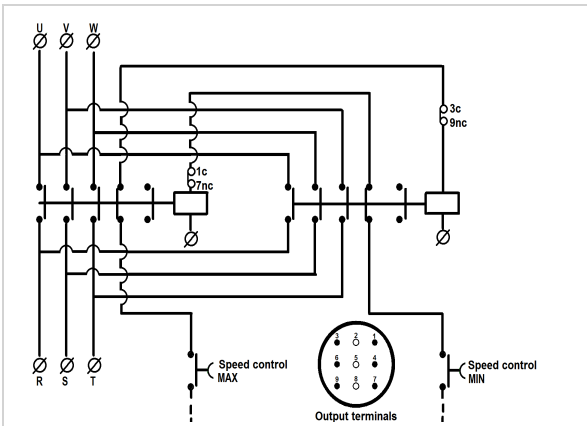 U V W
3c
9nc
1c
7nc
R S T
Speed control
MAX
3 2 1
6 5 4
9 8 7
Output terminals
Speed control
MIN